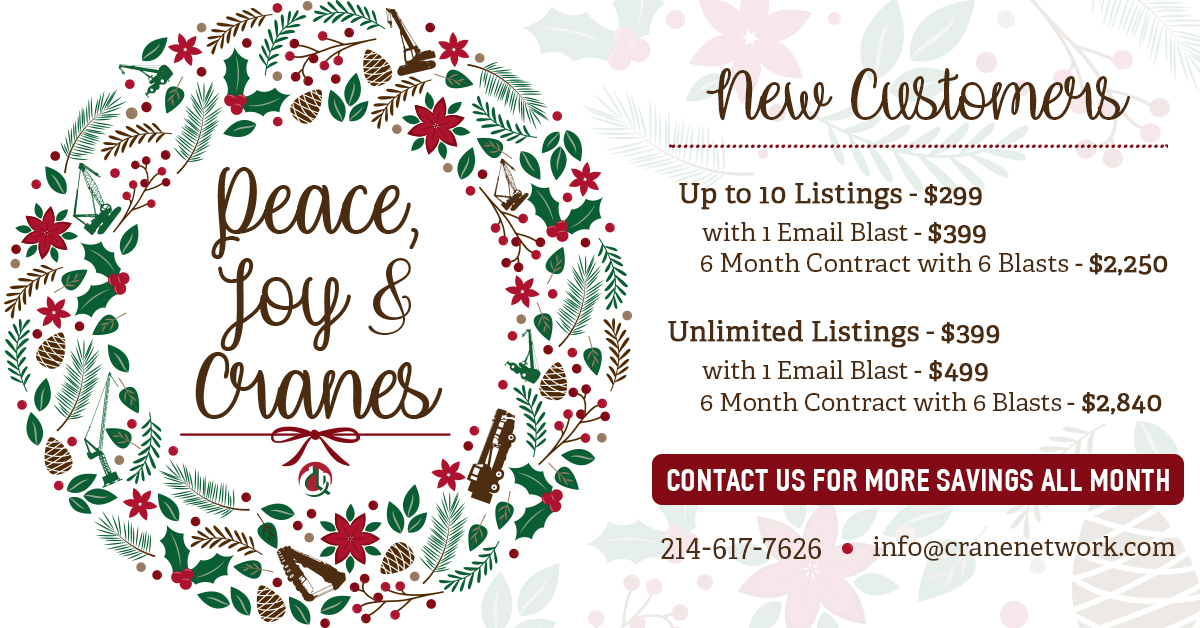 Peace,
Joy &
Cranes
New Customers
Up to 10 Listings - $299
with 1 Email Blast - $399
6 Month Contract with 6 Blasts - $2,250
Unlimited Listings - $399
with 1 Email Blast - $499
6 Month Contract with 6 Blasts - $2,840
CONTACT US FOR MORE SAVINGS ALL MONTH
214-617-7626 • info@cranenetwork.com